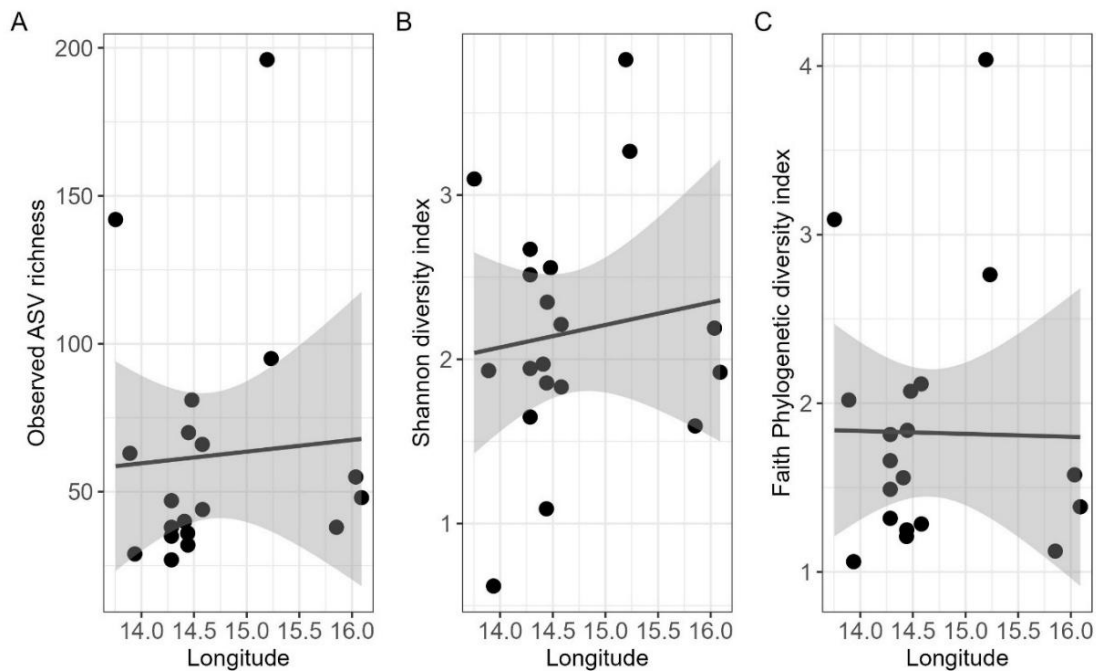 A
B
C
Observed ASV richness
200
150
100
50
14.0 14.5 15.0 15.5 16.0
Longitude
Shannon diversity index
3
2
1
14.0 14.5 15.0 15.5 16.0
Longitude
Faith Phylogenetic diversity index
4
3
2
1
14.0 14.5 15.0 15.5 16.0
Longitude